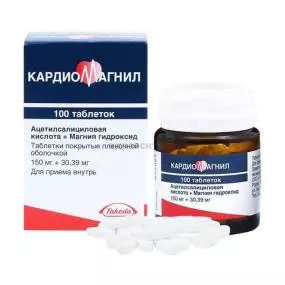 КАРДИОМАГНИЛ
100 таблеток
Ацетилсалициловая
кислота + Магния гидроксид
Таблетки покрытые пленочной
оболочкой
150 мг + 30,39 мг
Для приема внутрь
Takeda
КАРДИОМАГНИЛ
100 таблеток
Ацетилсалициловая
кислота + Магния гидроксид
150 мг + 30,39 мг